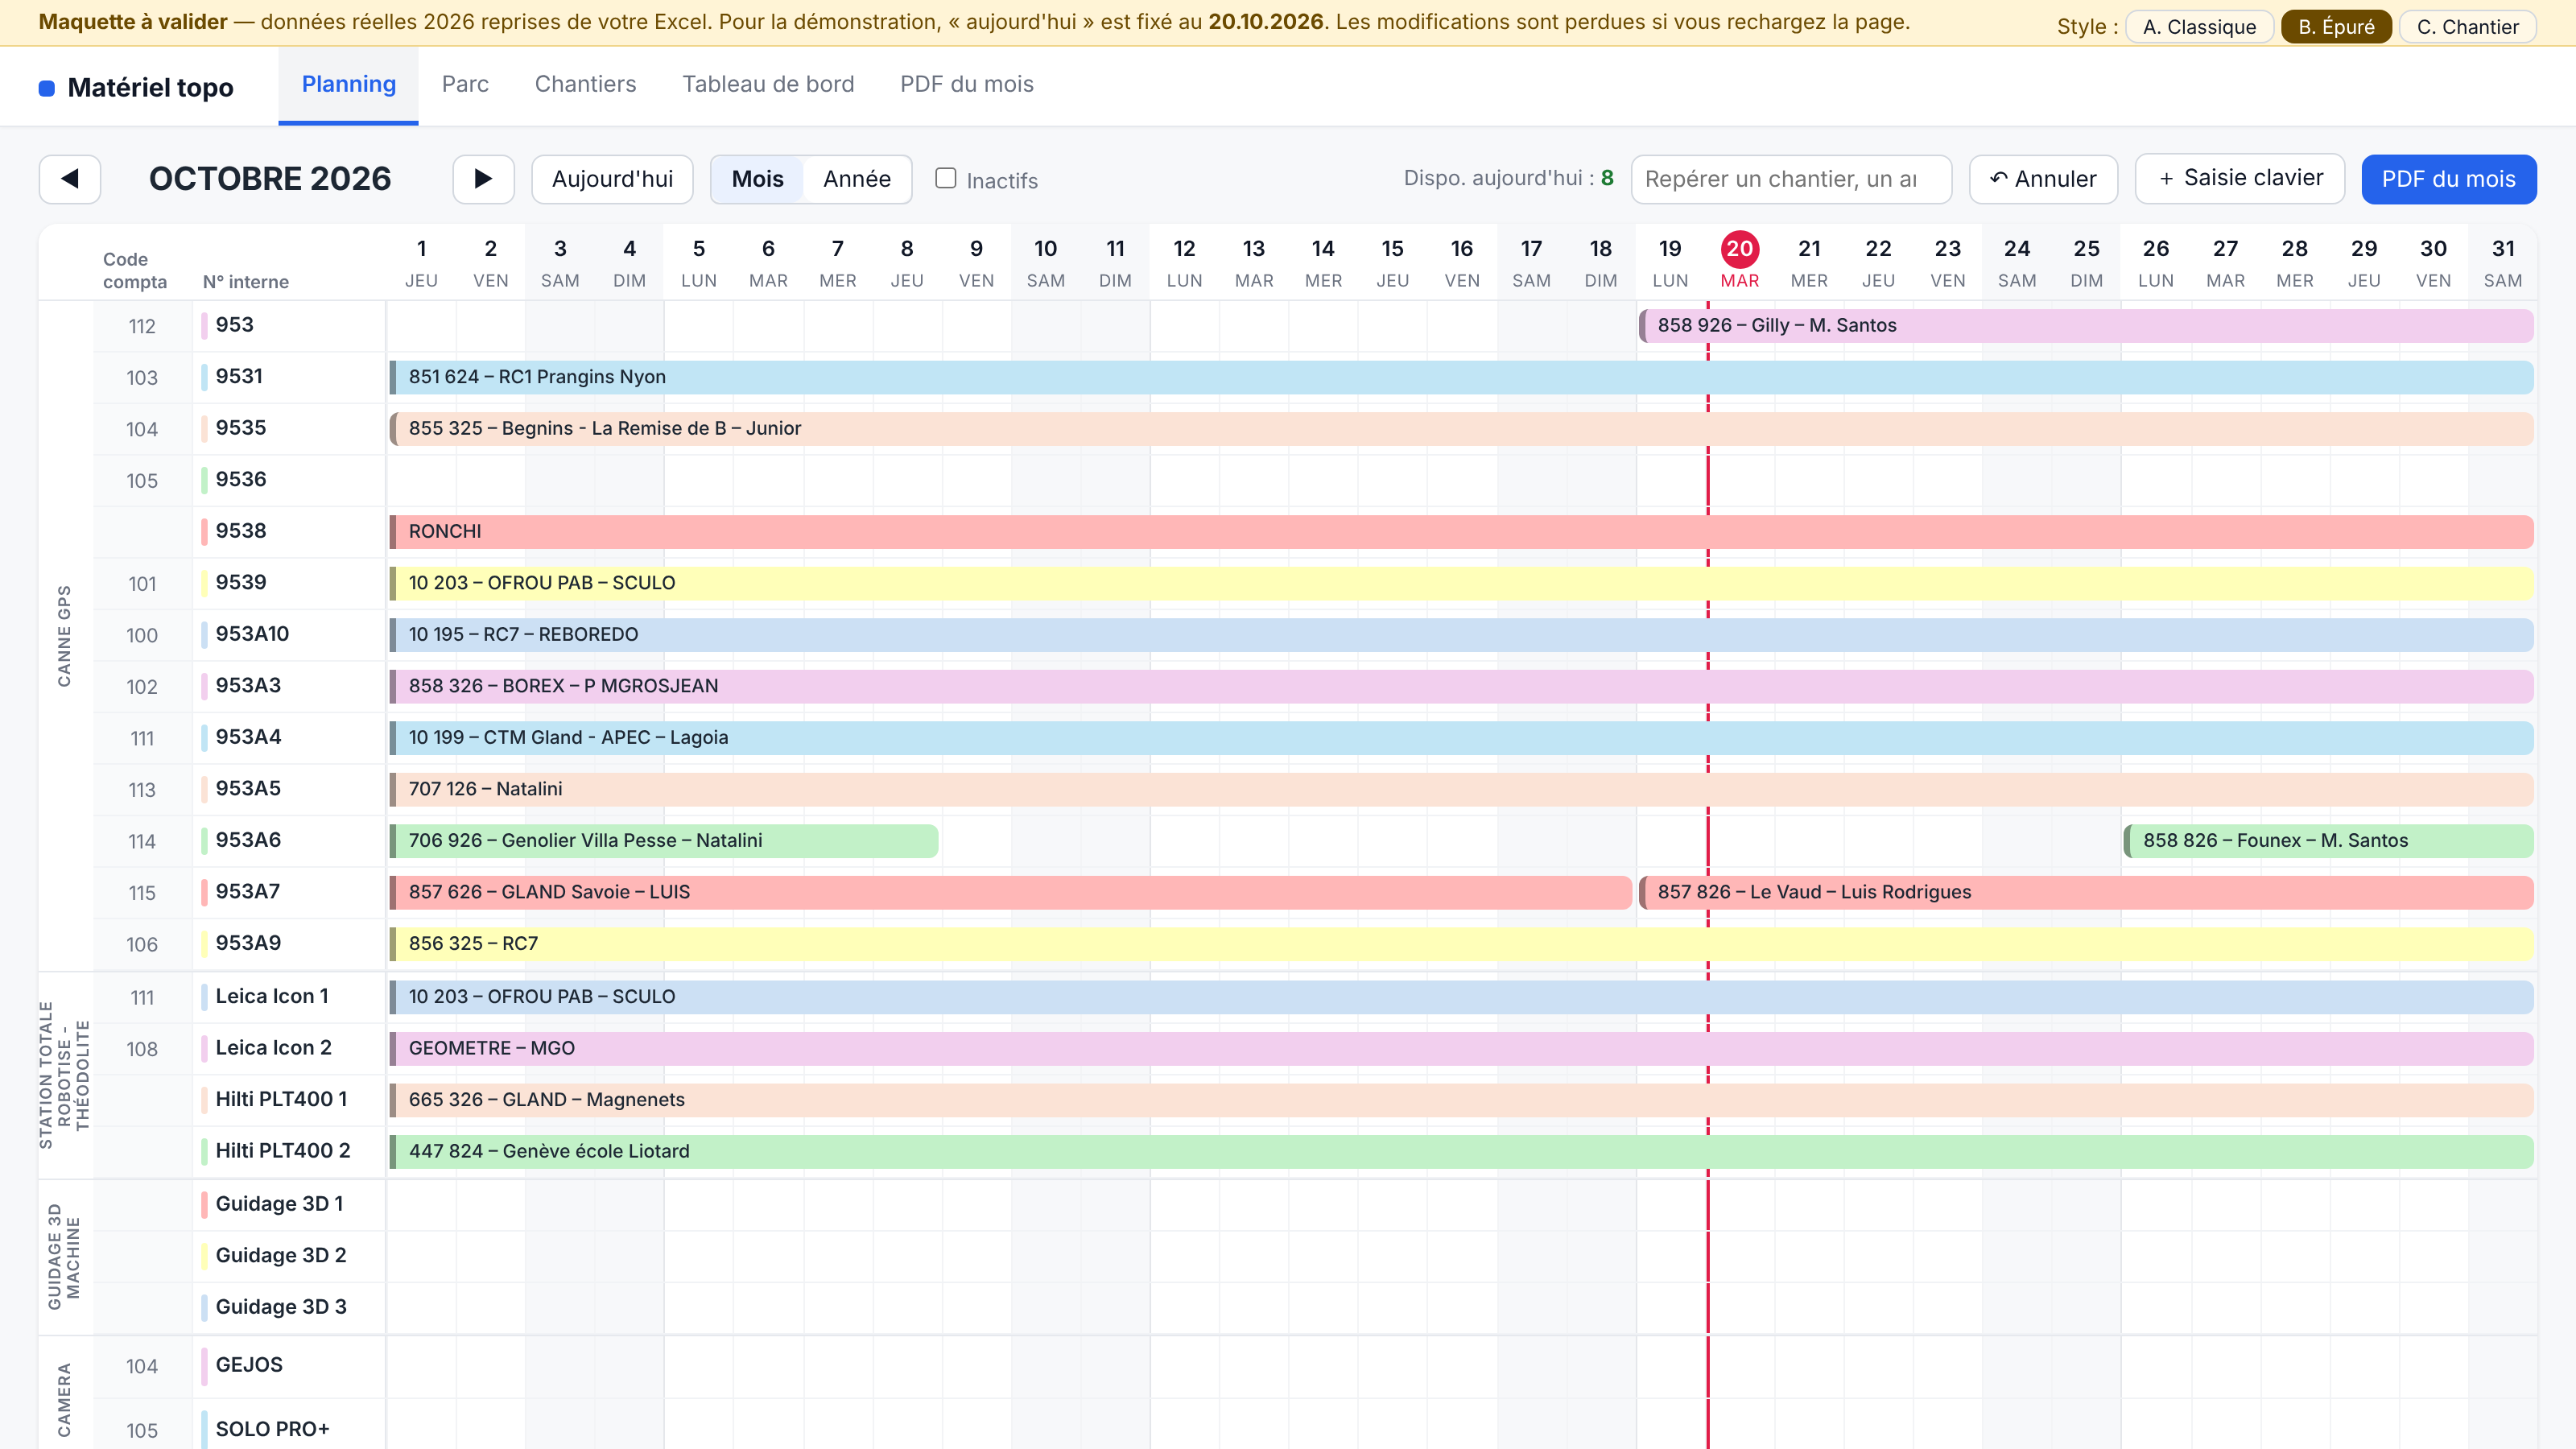 Maquette à valider — données réelles 2026 reprises de votre Excel. Pour la démonstration, « aujourd'hui » est fixé au 20.10.2026. Les modifications sont perdues si vous rechargez la page.
Style : A. Classique B. Épuré C. Chantier
Matériel topo Planning Parc Chantiers Tableau de bord PDF du mois
◀ OCTOBRE 2026 ▶ Aujourd'hui Mois Année Inactifs Dispo. aujourd'hui : 8 Repérer un chantier, un ↶ Annuler + Saisie clavier PDF du mois
Code compta N° interne
1 2 3 4 5 6 7 8 9 10 11 12 13 14 15 16 17 18 19 20 21 22 23 24 25 26 27 28 29 30 31
JEU VEN SAM DIM LUN MAR MER JEU VEN SAM DIM LUN MAR MER JEU VEN SAM DIM LUN MAR MER JEU VEN SAM DIM LUN MAR MER JEU VEN SAM
CANNE GPS
112 953 858 926 – Gilly – M. Santos
103 9531 851 624 – RC1 Prangins Nyon
104 9535 855 325 – Begnins - La Remise de B – Junior
105 9536
9538 RONCHI
101 9539 10 203 – OFROU PAB – SCULO
100 953A10 10 195 – RC7 – REBOREDO
102 953A3 858 326 – BOREX – P MGROSJEAN
111 953A4 10 199 – CTM Gland - APEC – Lagoia
113 953A5 707 126 – Natalini
114 953A6 706 926 – Genolier Villa Pesse – Natalini 858 826 – Founex – M. Santos
115 953A7 857 626 – GLAND Savoie – LUIS 857 826 – Le Vaud – Luis Rodrigues
106 953A9 856 325 – RC7
STATION TOTALE
ROBOTISE -
THÉODOLITE
111 Leica Icon 1 10 203 – OFROU PAB – SCULO
108 Leica Icon 2 GEOMETRE – MGO
Hilti PLT400 1 665 326 – GLAND – Magnenets
Hilti PLT400 2 447 824 – Genève école Liotard
GUIDAGE 3D
MACHINE
Guidage 3D 1
Guidage 3D 2
Guidage 3D 3
CAMERA
104 GEJOS
105 SOLO PRO+